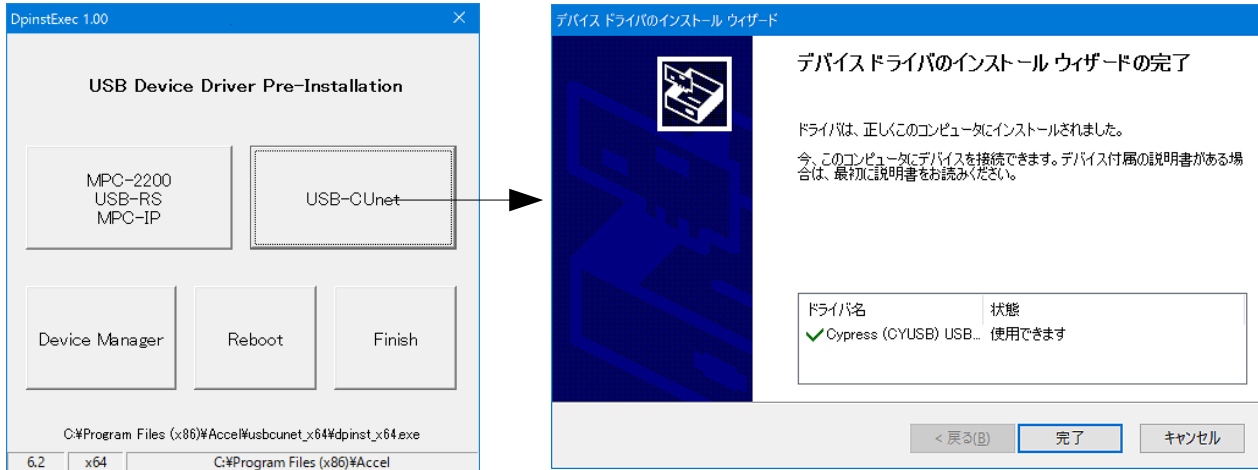 DpinstExec 1.00
USB Device Driver Pre-Installation
MPC-2200
USB-RS
MPC-IP
USB-CUnet
Device Manager
Reboot
Finish
C:¥Program Files (x86)¥Accel¥usbcunet_x64¥dpinst_x64.exe
6.2 x64 C:¥Program Files (x86)¥Accel
デバイス ドライバのインストール ウィザード
デバイス ドライバのインストール ウィザードの完了
ドライバは、正しくこのコンピュータにインストールされました。
今、このコンピュータにデバイスを接続できます。デバイス付属の説明書がある場
合は、最初に説明書をお読みください。
ドライバ名 状態
Cypress (CYUSB) USB... 使用できます
< 戻る(B) 完了 キャンセル